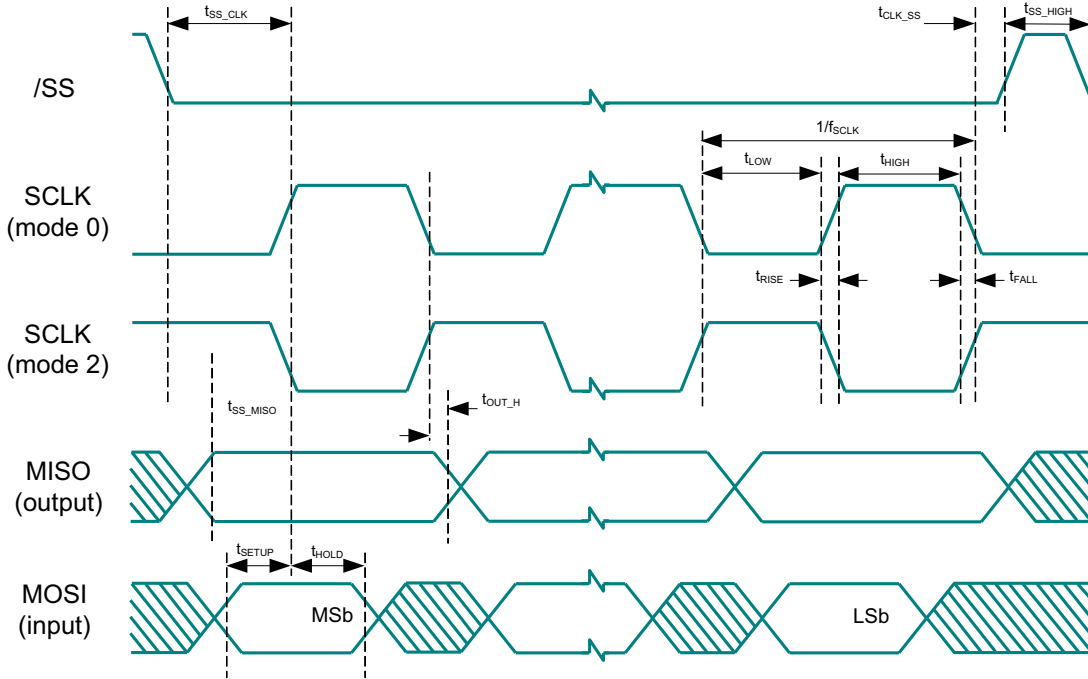 tSS_CLK
tCLK_SS
tSS_HIGH
/SS
1/fSCLK
tLOW
tHIGH
SCLK
(mode 0)
tRISE
tFALL
SCLK
(mode 2)
tSS_MISO
tOUT_H
MISO
(output)
tSETUP
tHOLD
MOSI
(input)
MSb
LSb